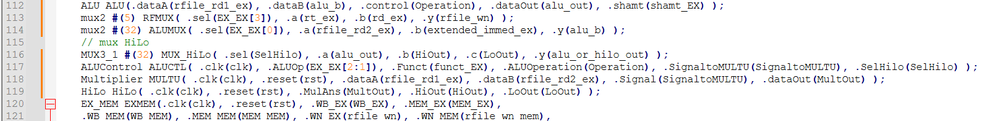 112 ALU ALU(.dataA(rfile_rd1_ex), .dataB(alu_b), .control(Operation), .dataOut(alu_out), .shamt(shamt_EX) );
113 mux2 #(5) RFMUX( .sel(EX_EX[3]), .a(rt_ex), .b(rd_ex), .y(rfile_wn) );
114 mux2 #(32) ALUMUX( .sel(EX_EX[0]), .a(rfile_rd2_ex), .b(extended_immed_ex), .y(alu_b) );
115 // mux HiLo
116 MUX3_1 #(32) MUX_HiLo( .sel(SelHilo), .a(alu_out), .b(HiOut), .c(LoOut), .y(alu_or_hilo_out) );
117 ALUControl ALUCTL( .clk(clk), .ALUOp(EX_EX[2:1]), .Funct(funct_EX), .ALUOperation(Operation), .SignaltoMULTU(SignaltoMULTU), .SelHilo(SelHilo) );
118 Multiplier MULTU( .clk(clk), .reset(rst), .dataA(rfile_rd1_ex), .dataB(rfile_rd2_ex), .Signal(SignaltoMULTU), .dataOut(MultOut) );
119 HiLo HiLo( .clk(clk), .reset(rst), .MulAns(MultOut), .HiOut(HiOut), .LoOut(LoOut) );
120 EX_MEM EXMEM(.clk(clk), .reset(rst), .WB_EX(WB_EX), .MEM_EX(MEM_EX),
121 .WB_MEM(WB_MEM), .MEM_MEM(MEM_MEM), .WN_EX(rfile_wn), .WN_MEM(rfile_wn_mem),